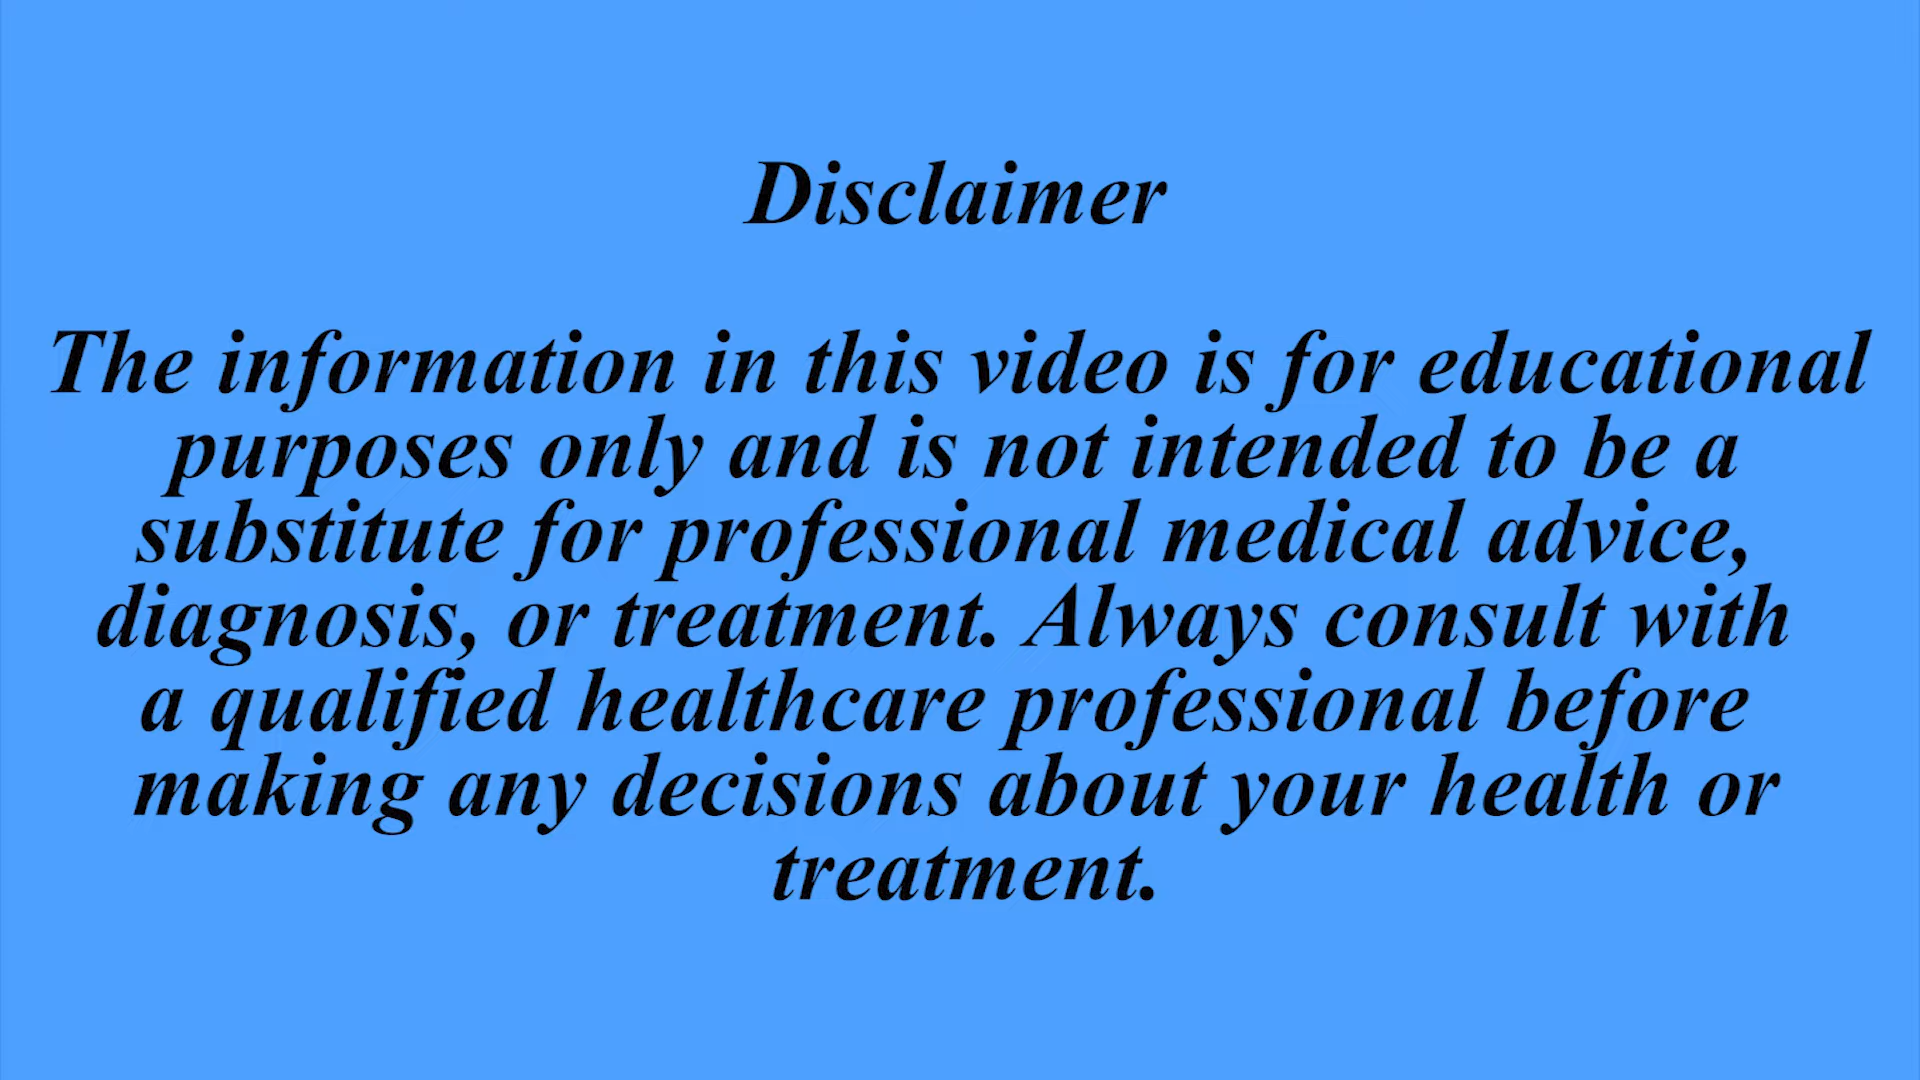 Disclaimer
The information in this video is for educational
purposes only and is not intended to be a
substitute for professional medical advice,
diagnosis, or treatment. Always consult with
a qualified healthcare professional before
making any decisions about your health or
treatment.